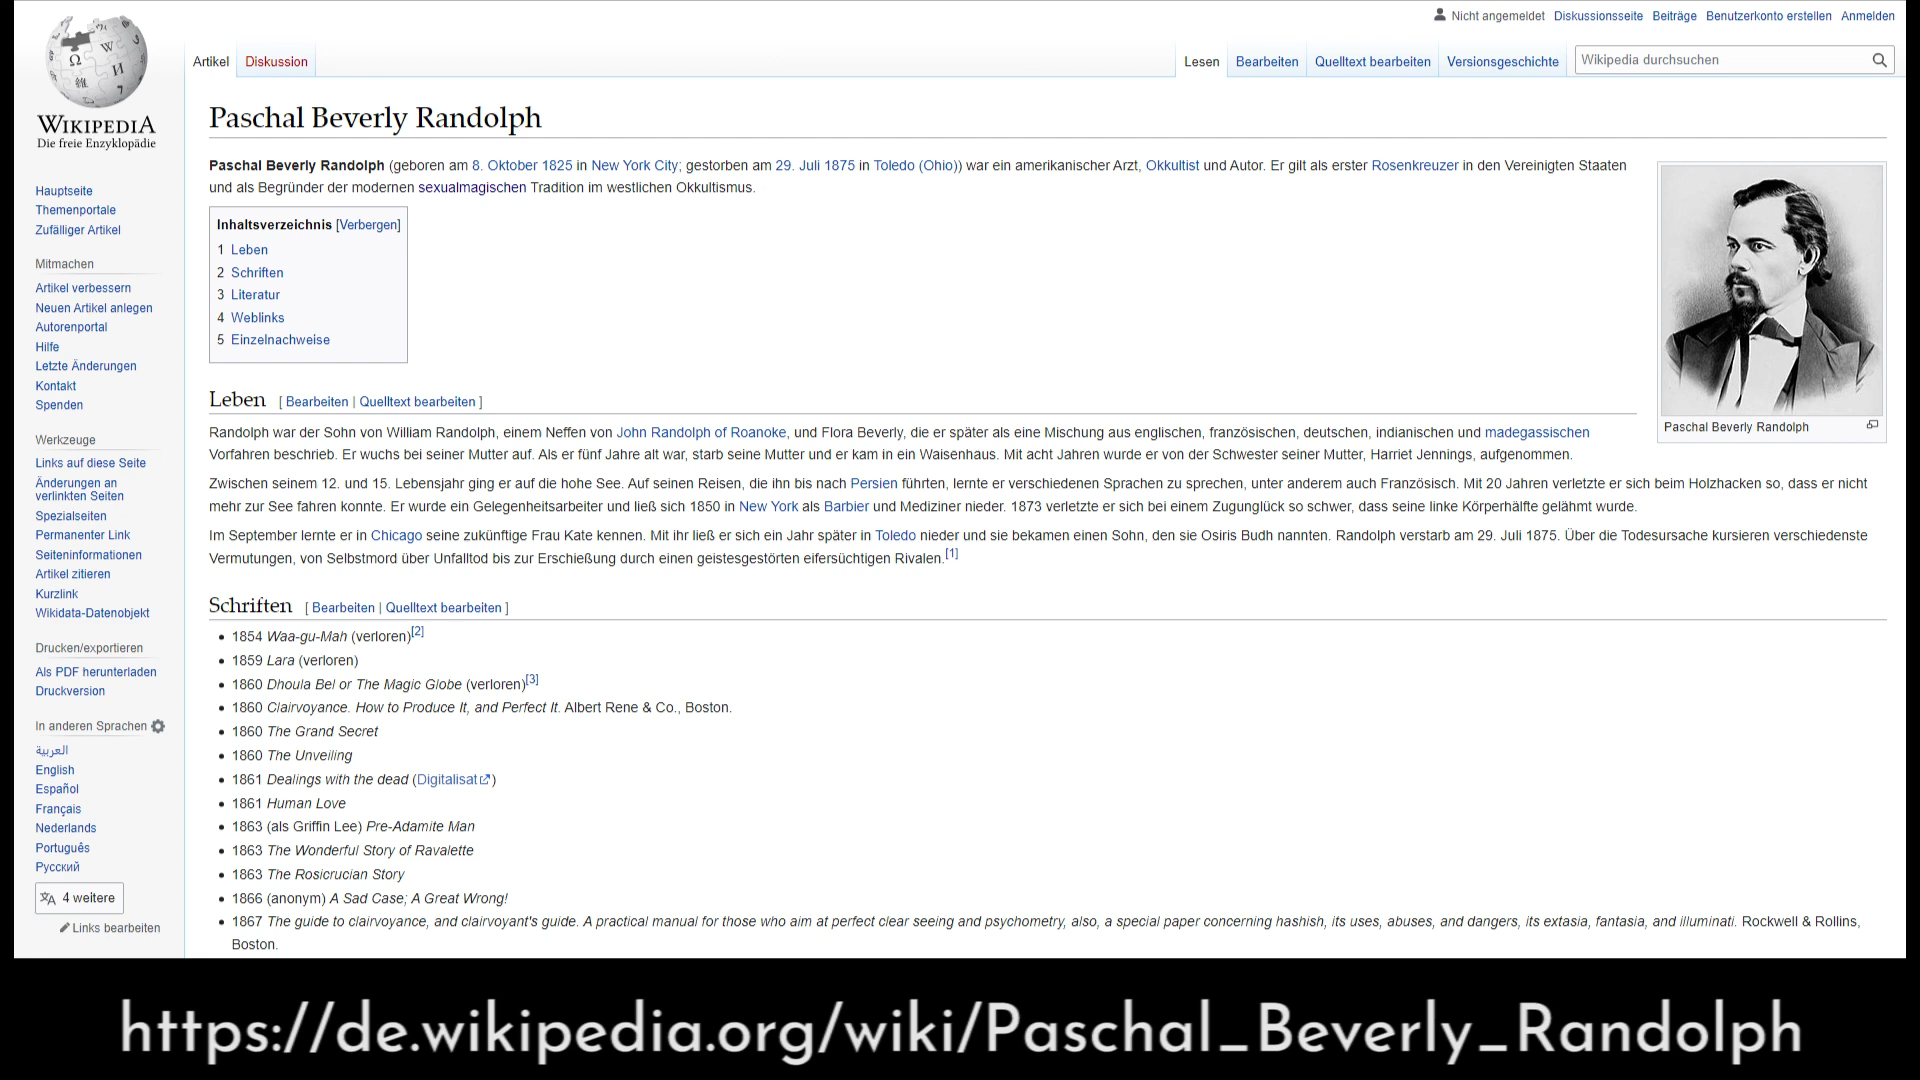 Nicht angemeldet Diskussionsseite Beiträge Benutzerkonto erstellen Anmelden
Artikel Diskussion Lesen Bearbeiten Quelltext bearbeiten Versionsgeschichte Wikipedia durchsuchen
WIKIPEDIA
Die freie Enzyklopädie
Hauptseite
Themenportale
Zufälliger Artikel
Mitmachen
Artikel verbessern
Neuen Artikel anlegen
Autorenportal
Hilfe
Letzte Änderungen
Kontakt
Spenden
Werkzeuge
Links auf diese Seite
Änderungen an
verlinkten Seiten
Spezialseiten
Permanenter Link
Seiteninformationen
Artikel zitieren
Kurzlink
Wikidata-Datenobjekt
Drucken/exportieren
Als PDF herunterladen
Druckversion
In anderen Sprachen
العربية
English
Español
Français
Nederlands
Português
Русский
4 weitere
Links bearbeiten
Paschal Beverly Randolph
Paschal Beverly Randolph (geboren am 8. Oktober 1825 in New York City; gestorben am 29. Juli 1875 in Toledo (Ohio)) war ein amerikanischer Arzt, Okkultist und Autor. Er gilt als erster Rosenkreuzer in den Vereinigten Staaten
und als Begründer der modernen sexualmagischen Tradition im westlichen Okkultismus.
Paschal Beverly Randolph
Inhaltsverzeichnis [Verbergen]
1 Leben
2 Schriften
3 Literatur
4 Weblinks
5 Einzelnachweise
Leben [ Bearbeiten | Quelltext bearbeiten ]
Randolph war der Sohn von William Randolph, einem Neffen von John Randolph of Roanoke, und Flora Beverly, die er später als eine Mischung aus englischen, französischen, deutschen, indianischen und madegassischen
Vorfahren beschrieb. Er wuchs bei seiner Mutter auf. Als er fünf Jahre alt war, starb seine Mutter und er kam in ein Waisenhaus. Mit acht Jahren wurde er von der Schwester seiner Mutter, Harriet Jennings, aufgenommen.
Zwischen seinem 12. und 15. Lebensjahr ging er auf die hohe See. Auf seinen Reisen, die ihn bis nach Persien führten, lernte er verschiedenen Sprachen zu sprechen, unter anderem auch Französisch. Mit 20 Jahren verletzte er sich beim Holzhacken so, dass er nicht
mehr zur See fahren konnte. Er wurde ein Gelegenheitsarbeiter und ließ sich 1850 in New York als Barbier und Mediziner nieder. 1873 verletzte er sich bei einem Zugunglück so schwer, dass seine linke Körperhälfte gelähmt wurde.
Im September lernte er in Chicago seine zukünftige Frau Kate kennen. Mit ihr ließ er sich ein Jahr später in Toledo nieder und sie bekamen einen Sohn, den sie Osiris Budh nannten. Randolph verstarb am 29. Juli 1875. Über die Todesursache kursieren verschiedenste
Vermutungen, von Selbstmord über Unfalltod bis zur Erschießung durch einen geistesgestörten eifersüchtigen Rivalen.[1]
Schriften [ Bearbeiten | Quelltext bearbeiten ]
1854 Waa-gu-Mah (verloren)[2]
1859 Lara (verloren)
1860 Dhoula Bel or The Magic Globe (verloren)[3]
1860 Clairvoyance. How to Produce It, and Perfect It. Albert Rene & Co., Boston.
1860 The Grand Secret
1860 The Unveiling
1861 Dealings with the dead (Digitalisat)
1861 Human Love
1863 (als Griffin Lee) Pre-Adamite Man
1863 The Wonderful Story of Ravalette
1863 The Rosicrucian Story
1866 (anonym) A Sad Case; A Great Wrong!
1867 The guide to clairvoyance, and clairvoyant's guide. A practical manual for those who aim at perfect clear seeing and psychometry, also, a special paper concerning hashish, its uses, abuses, and dangers, its extasia, fantasia, and illuminati. Rockwell & Rollins,
Boston.
https://de.wikipedia.org/wiki/Paschal_Beverly_Randolph